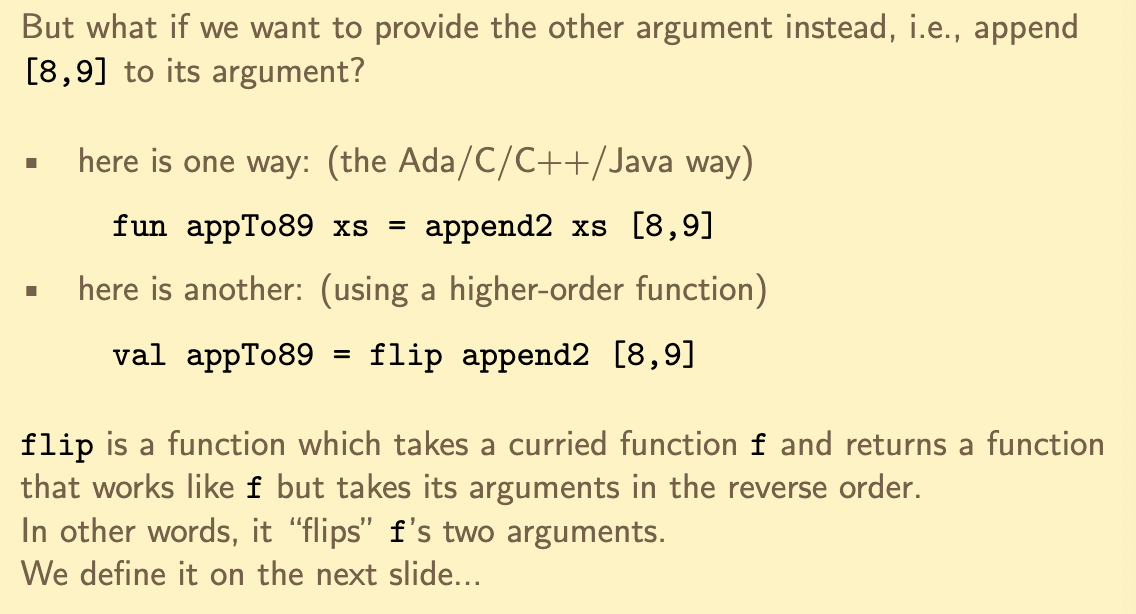 But what if we want to provide the other argument instead, i.e., append
[8,9] to its argument?
▪ here is one way: (the Ada/C/C++/Java way)
fun appTo89 xs = append2 xs [8,9]
▪ here is another: (using a higher-order function)
val appTo89 = flip append2 [8,9]
flip is a function which takes a curried function f and returns a function
that works like f but takes its arguments in the reverse order.
In other words, it “flips” f's two arguments.
We define it on the next slide...